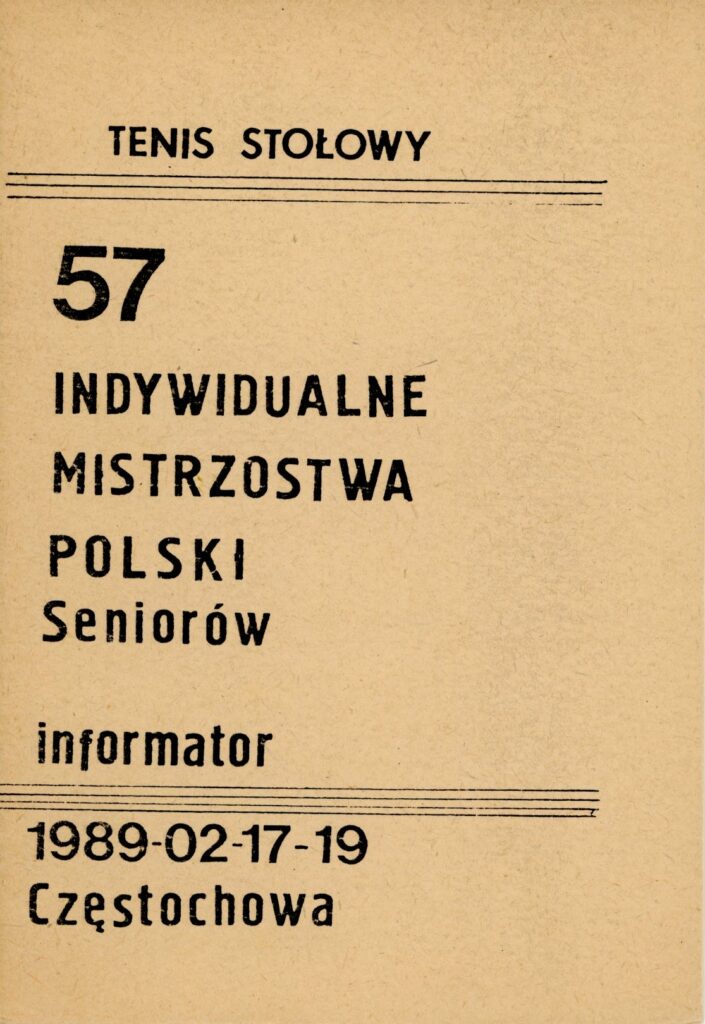 TENIS STOŁOWY
57
INDYWIDUALNE
MISTRZOSTWA
POLSKI
Seniorów
informator
1989-02-17-19
Częstochowa